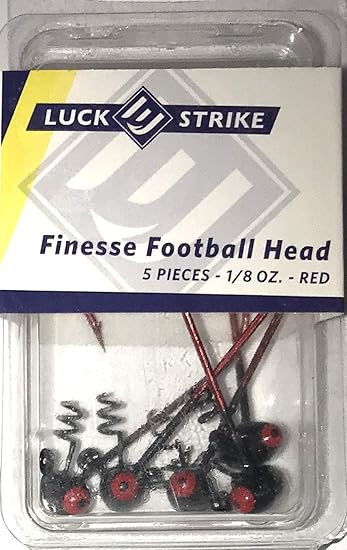 LUCK STRIKE
Finesse Football Head
5 PIECES - 1/8 OZ. - RED